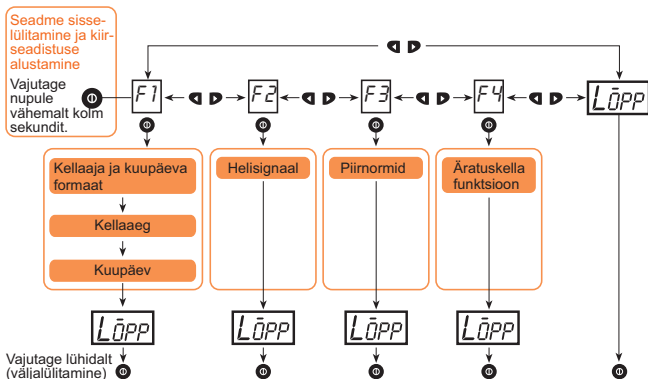 Seadme sisse-
lülitamine ja kiir-
seadistuse
alustamine
Vajutage
nupule
vähemalt kolm
sekundit.
F1 F2 F3 F4 LōPP
Kellaaja ja kuupäeva
formaat
Kellaaeg
Kuupäev
Helisignaal
Piirnormid
Äratuskella
funktsioon
LōPP LōPP LōPP LōPP
Vajutage lühidalt
(väljalülitamine)